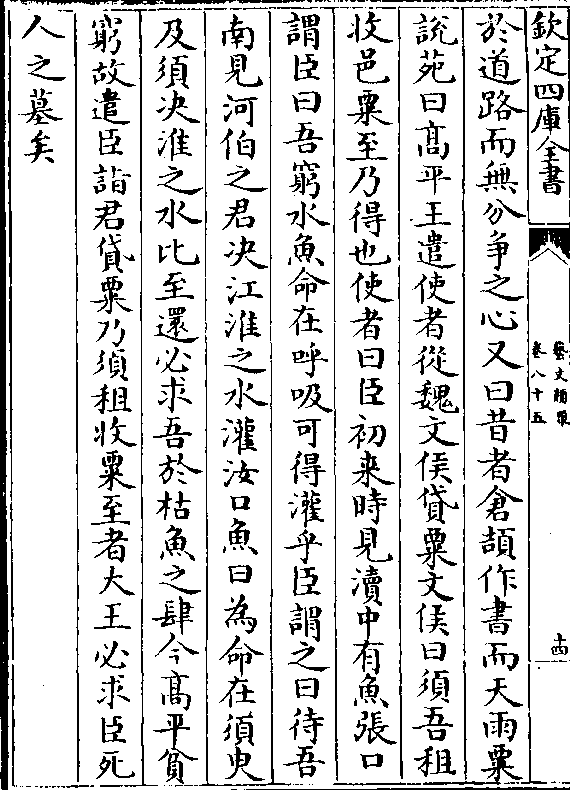 欽定四庫全書
藝文類聚
卷八十五
十四
於道路而無分争之心又曰昔者倉頡作書而天雨粟
說苑曰髙平王遣使者從魏文侯貸粟文侯曰須吾租
收邑粟至乃得也使者曰臣初来時見瀆中有魚張口
謂臣曰吾窮水魚命在呼吸可得灌乎臣謂之曰待吾
南見河伯之君决江淮之水灌汝口魚曰為命在須臾
及須决淮之水比至還必求吾於枯魚之肆今髙平貧
窮故遣臣詣君貸粟乃須租收粟至者大王必求臣死
人之墓矣